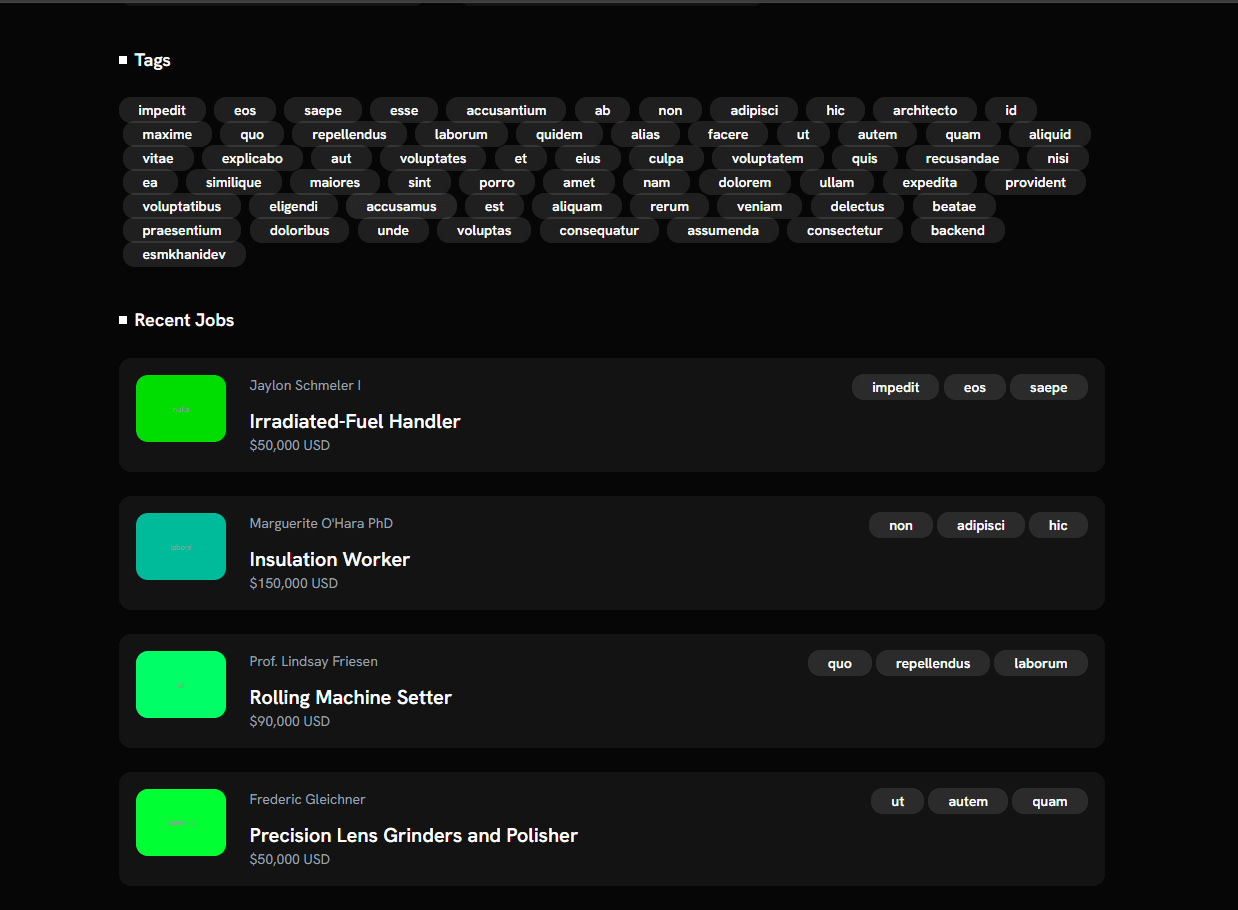 Tags
impedit eos saepe esse accusantium ab non adipisci hic architecto id
maxime quo repellendus laborum quidem alias facere ut autem quam aliquid
vitae explicabo aut voluptates et eius culpa voluptatem quis recusandae nisi
ea similique maiores sint porro amet nam dolorem ullam expedita provident
voluptatibus eligendi accusamus est aliquam rerum veniam delectus beatae
praesentium doloribus unde voluptas consequatur assumenda consectetur backend
esmkhanidev
Recent Jobs
Jaylon Schmeler I
impedit eos saepe
Irradiated-Fuel Handler
$50,000 USD
Marguerite O'Hara PhD
non adipisci hic
labore
Insulation Worker
$150,000 USD
Prof. Lindsay Friesen
quo repellendus laborum
Rolling Machine Setter
$90,000 USD
Frederic Gleichner
ut autem quam
Precision Lens Grinders and Polisher
$50,000 USD